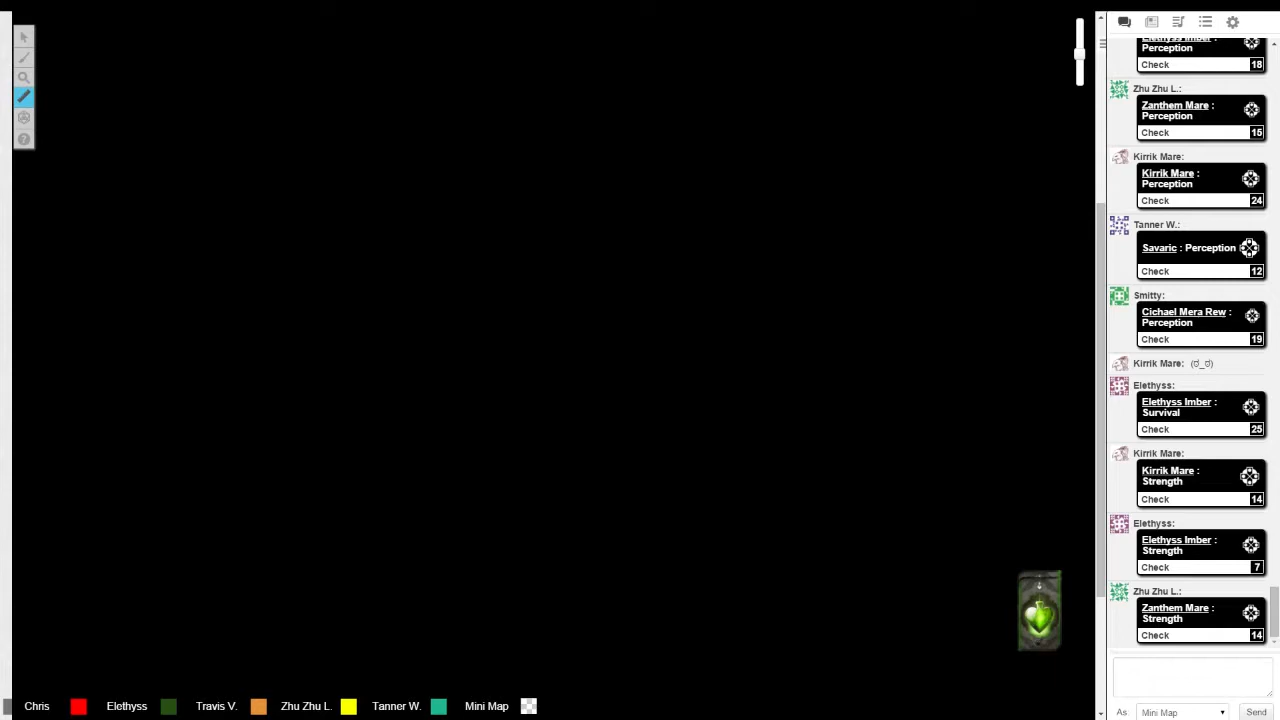 Elethyss Imber :
Perception
Check 18
Zhu Zhu L.:
Zanthem Mare :
Perception
Check 15
Kirrik Mare:
Kirrik Mare :
Perception
Check 24
Tanner W.:
Savaric : Perception
Check 12
Smitty:
Cichael Mera Rew :
Perception
Check 19
Kirrik Mare: (ಠ_ಠ)
Elethyss:
Elethyss Imber :
Survival
Check 25
Kirrik Mare:
Kirrik Mare :
Strength
Check 14
Elethyss:
Elethyss Imber :
Strength
Check 7
Zhu Zhu L.:
Zanthem Mare :
Strength
Check 14
As: Mini Map Send
Chris Elethyss Travis V. Zhu Zhu L. Tanner W. Mini Map